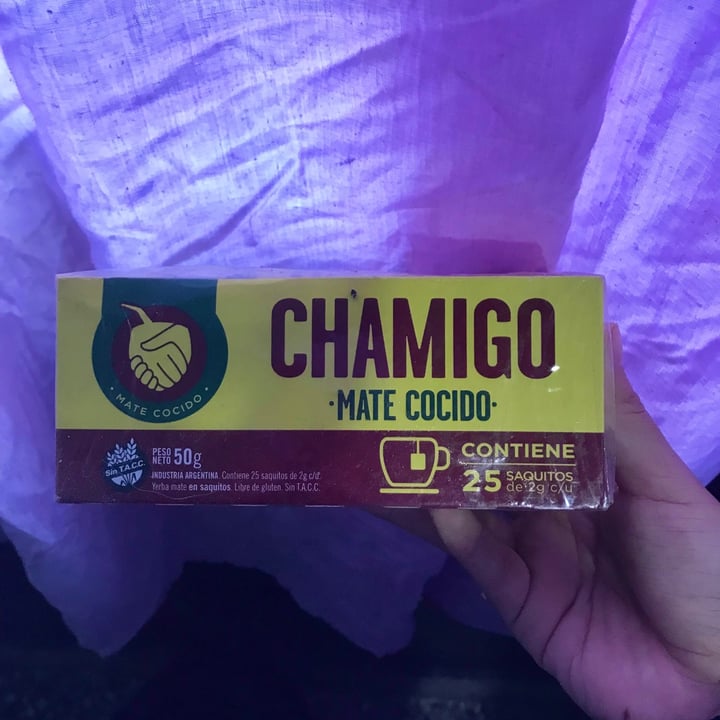 CHAMIGO
·MATE COCIDO·
· MATE COCIDO ·
Sin T.A.C.C.
PESO
NETO 50g
INDUSTRIA ARGENTINA. Contiene 25 saquitos de 2g c/u.
Yerba mate en saquitos. Libre de gluten. Sin T.A.C.C.
CONTIENE
25 SAQUITOS
de 2g c/u